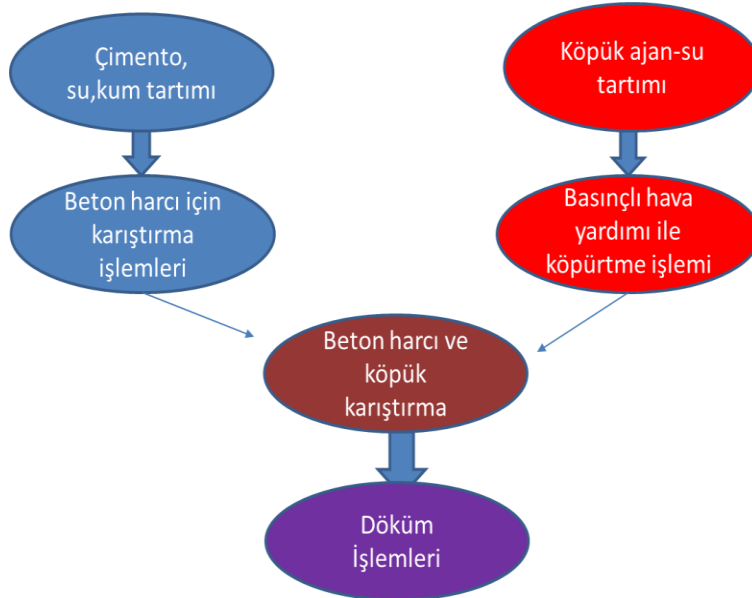 Çimento,
su,kum tartımı
Köpük ajan-su
tartımı
Beton harcı için
karıştırma
işlemleri
Basınçlı hava
yardımı ile
köpürtme işlemi
Beton harcı ve
köpük
karıştırma
Döküm
İşlemleri